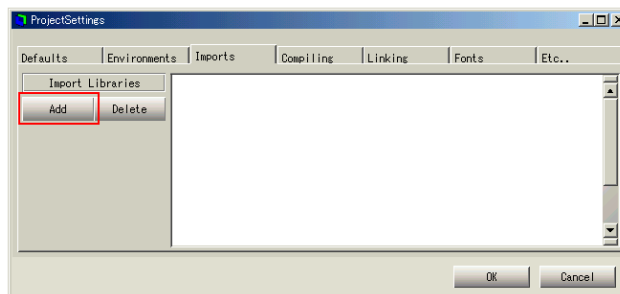 ProjectSettings
Defaults Environments Imports Compiling Linking Fonts Etc..
Import Libraries
Add Delete
OK Cancel